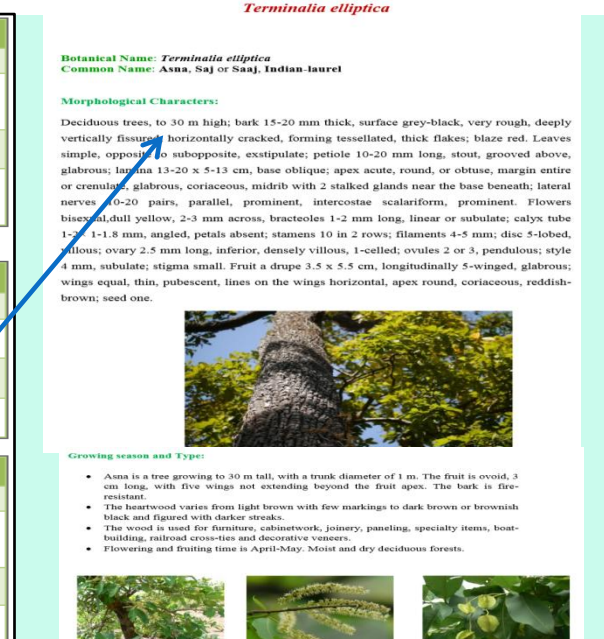 Terminalia elliptica
Botanical Name: Terminalia elliptica
Common Name: Asna, Saj or Saaj, Indian-laurel
Morphological Characters:
Deciduous trees, to 30 m high; bark 15-20 mm thick, surface grey-black, very rough, deeply
vertically fissured, horizontally cracked, forming tessellated, thick flakes; blaze red. Leaves
simple, opposite to subopposite, exstipulate; petiole 10-20 mm long, stout, grooved above,
glabrous; lamina 13-20 x 5-13 cm, base oblique; apex acute, round, or obtuse, margin entire
or crenulate, glabrous, coriaceous, midrib with 2 stalked glands near the base beneath; lateral
nerves 10-20 pairs, parallel, prominent, intercostae scalariform, prominent. Flowers
bisexual,dull yellow, 2-3 mm across, bracteoles 1-2 mm long, linear or subulate; calyx tube
1-2 1-1.8 mm, angled, petals absent; stamens 10 in 2 rows; filaments 4-5 mm; disc 5-lobed,
villous; ovary 2.5 mm long, inferior, densely villous, 1-celled; ovules 2 or 3, pendulous; style
4 mm, subulate; stigma small. Fruit a drupe 3.5 x 5.5 cm, longitudinally 5-winged, glabrous;
wings equal, thin, pubescent, lines on the wings horizontal, apex round, coriaceous, reddish-
brown; seed one.
Growing season and Type:
• Asna is a tree growing to 30 m tall, with a trunk diameter of 1 m. The fruit is ovoid, 3
cm long, with five wings not extending beyond the fruit apex. The bark is fire-
resistant.
• The heartwood varies from light brown with few markings to dark brown or brownish
black and figured with darker streaks.
• The wood is used for furniture, cabinetwork, joinery, paneling, specialty items, boat-
building, railroad cross-ties and decorative veneers.
• Flowering and fruiting time is April-May. Moist and dry deciduous forests.